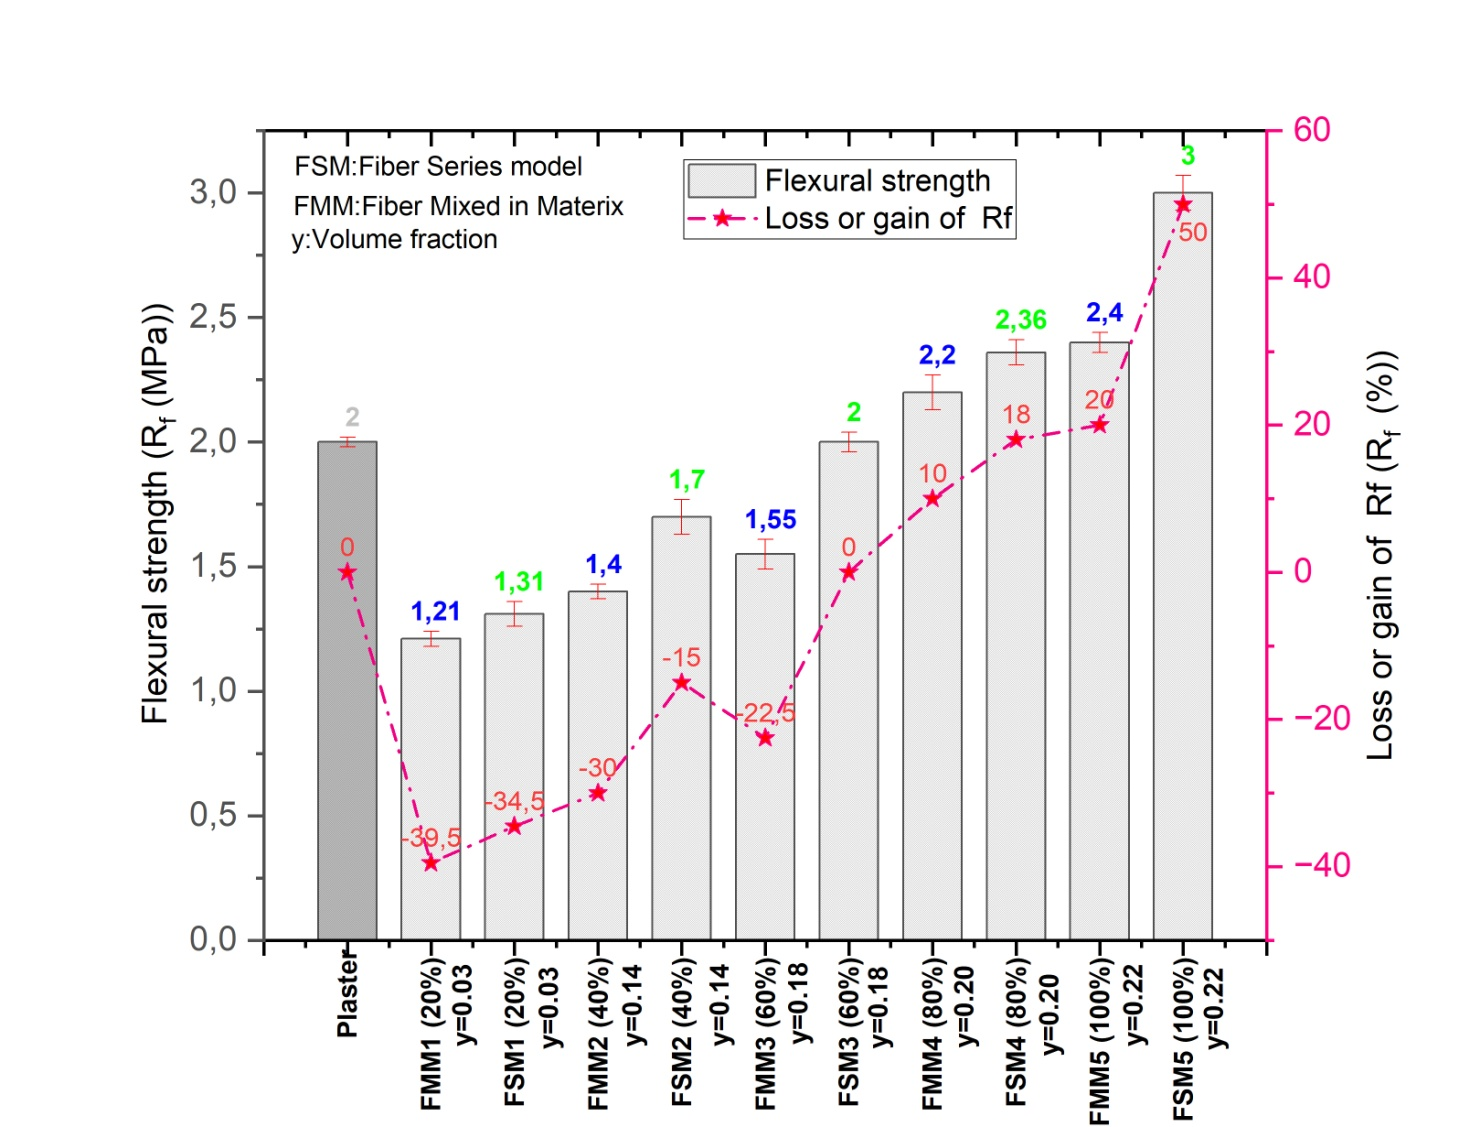 FSM:Fiber Series model
FMM:Fiber Mixed in Materix
y:Volume fraction
Flexural strength
Loss or gain of Rf
Flexural strength (Rf (MPa))
3,0
2,5
2,0
1,5
1,0
0,5
0,0
60
40
20
0
−20
−40
Loss or gain of Rf (Rf (%))
2
1,21
1,31
1,4
1,7
1,55
2
2,2
2,36
2,4
3
0
-39,5
-34,5
-30
-15
-22,5
0
10
18
20
50
Plaster
FMM1 (20%)
y=0.03
FSM1 (20%)
y=0.03
FMM2 (40%)
y=0.14
FSM2 (40%)
y=0.14
FMM3 (60%)
y=0.18
FSM3 (60%)
y=0.18
FMM4 (80%)
y=0.20
FSM4 (80%)
y=0.20
FMM5 (100%)
y=0.22
FSM5 (100%)
y=0.22